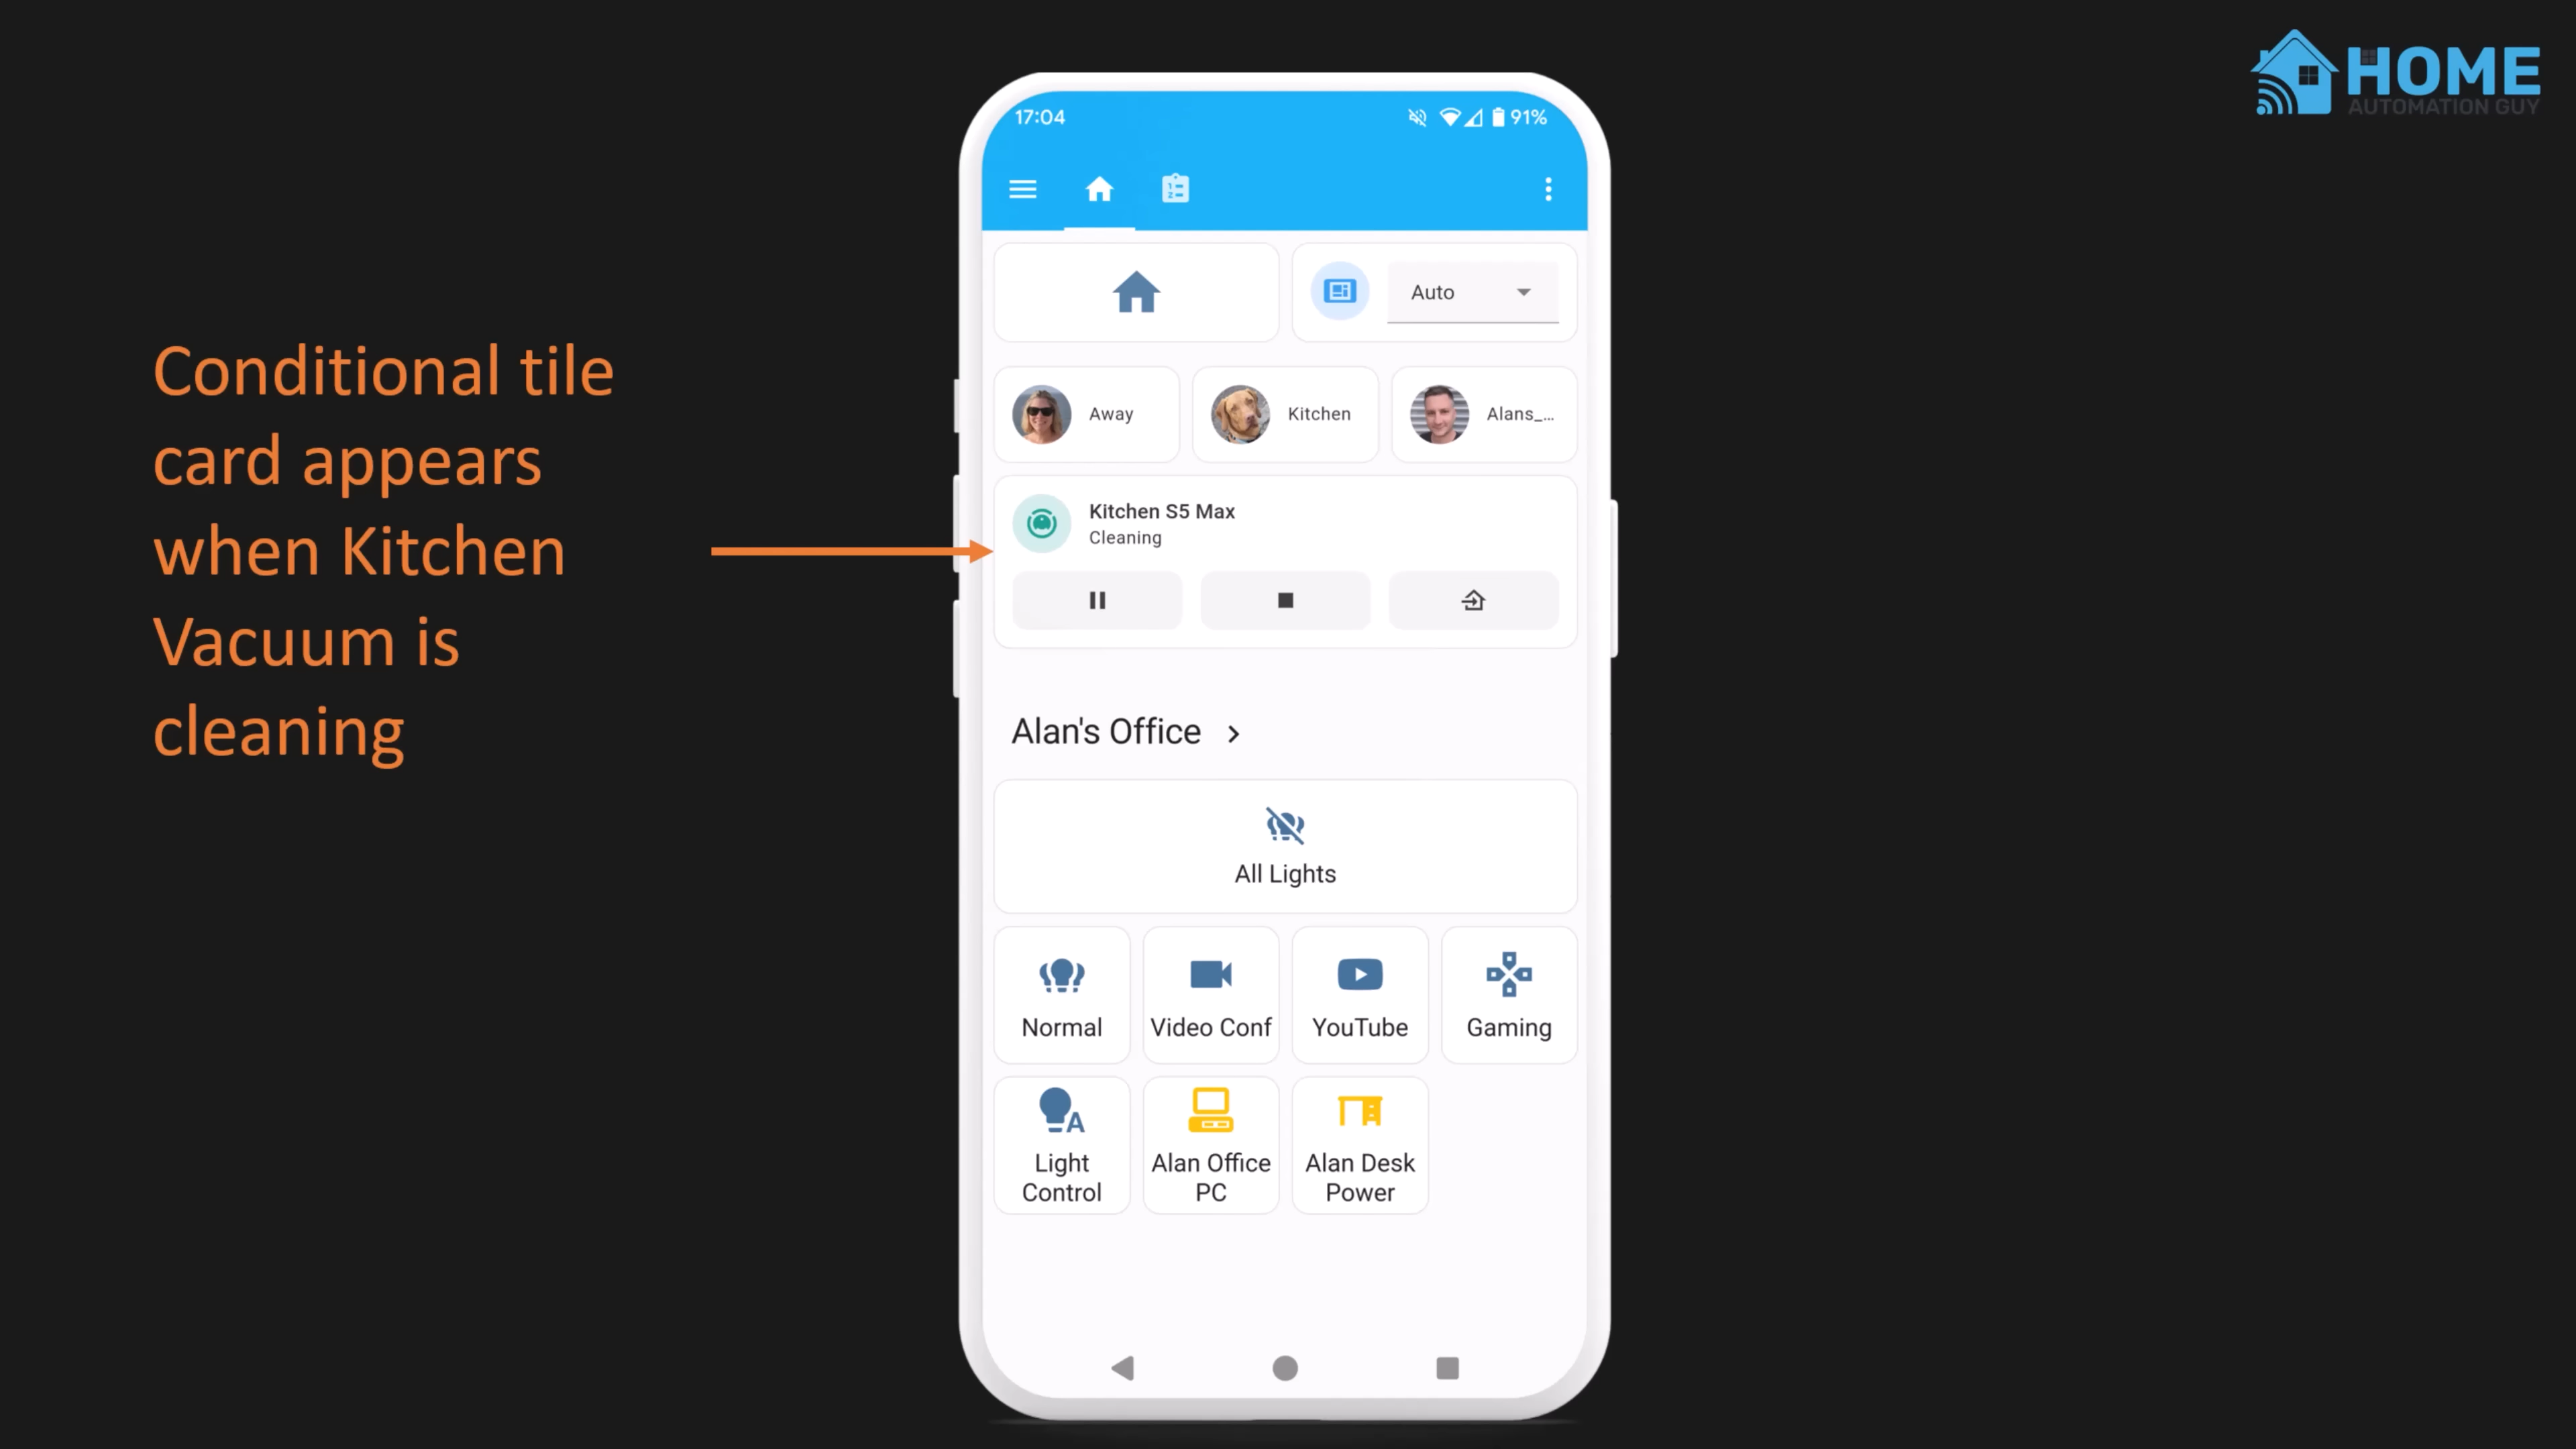 HOME
AUTOMATION GUY
17:04
91%
Auto
Away
Kitchen
Alans_...
Conditional tile
card appears
when Kitchen
Vacuum is
cleaning
Kitchen S5 Max
Cleaning
Alan's Office
All Lights
Normal
Video Conf
YouTube
Gaming
Light
Control
Alan Office
PC
Alan Desk
Power